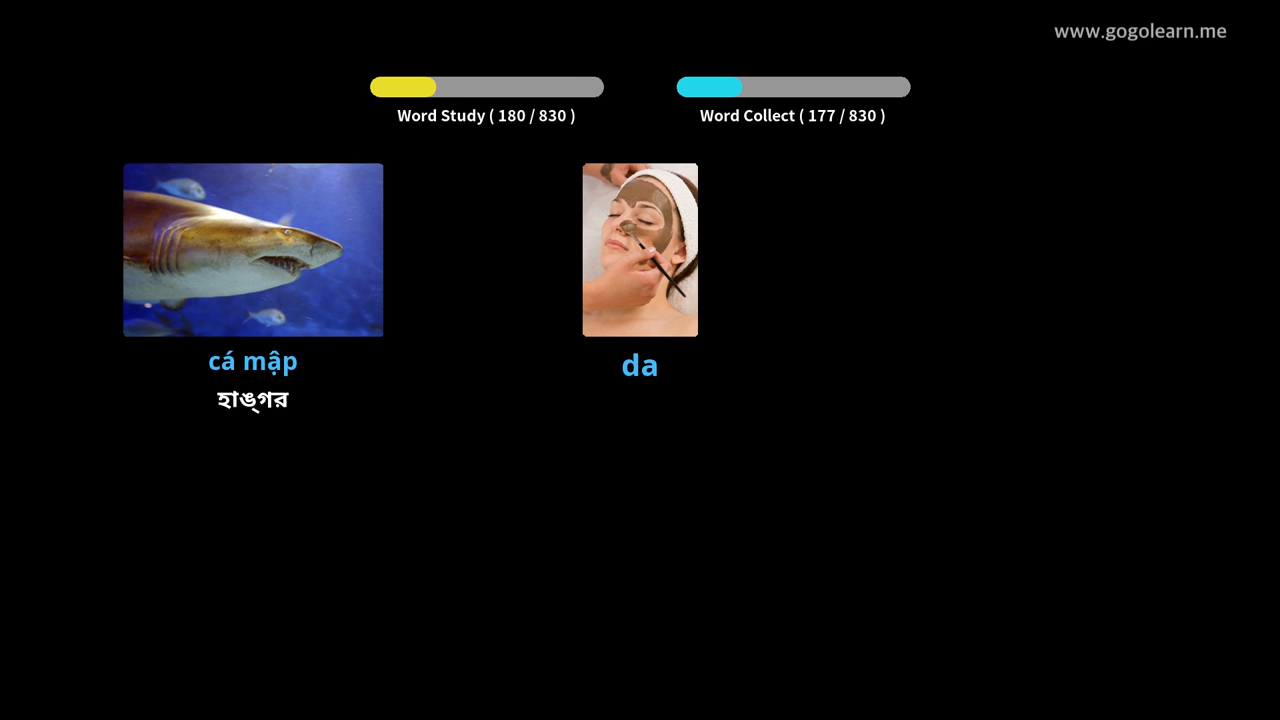 www.gogolearn.me
Word Study ( 180 / 830 )
Word Collect ( 177 / 830 )
cá mập
হাঙ্গর
da